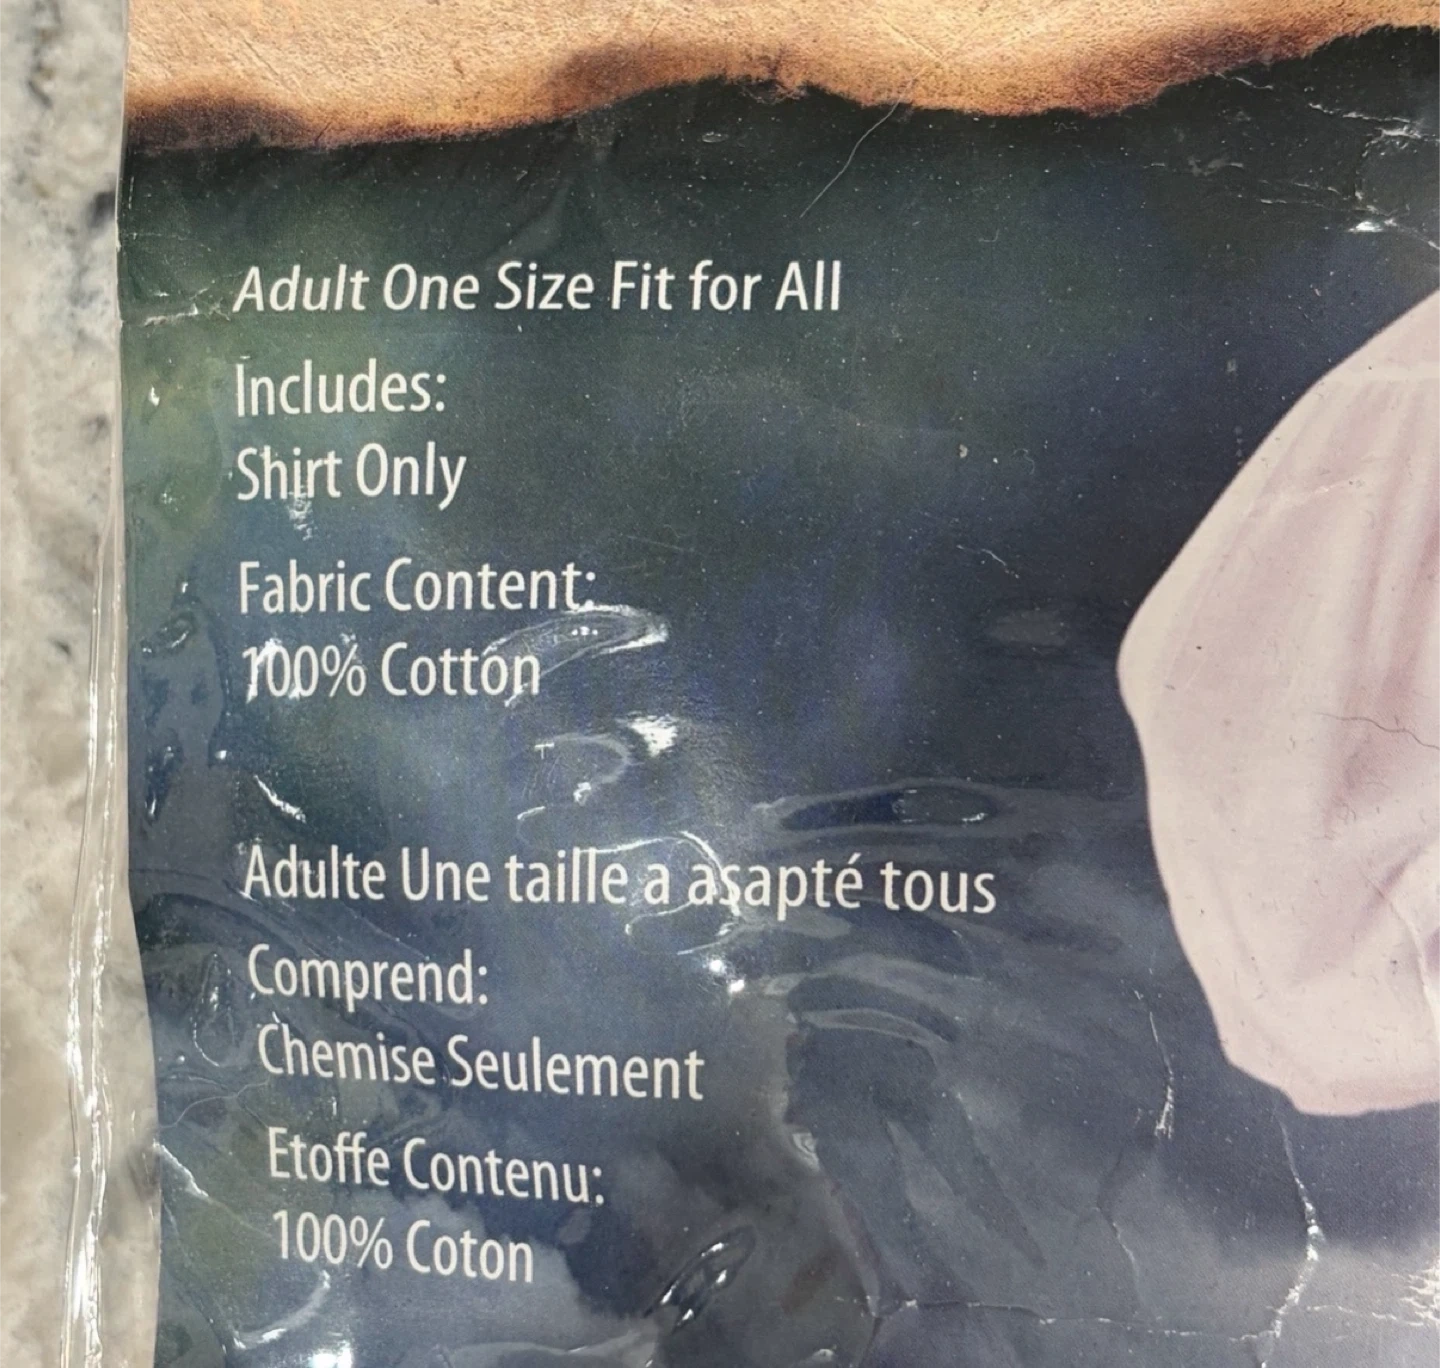 Adult One Size Fit for All
Includes:
Shirt Only
Fabric Content:
100% Cotton
Adulte Une taille a asapté tous
Comprend:
Chemise Seulement
Etoffe Contenu:
100% Coton